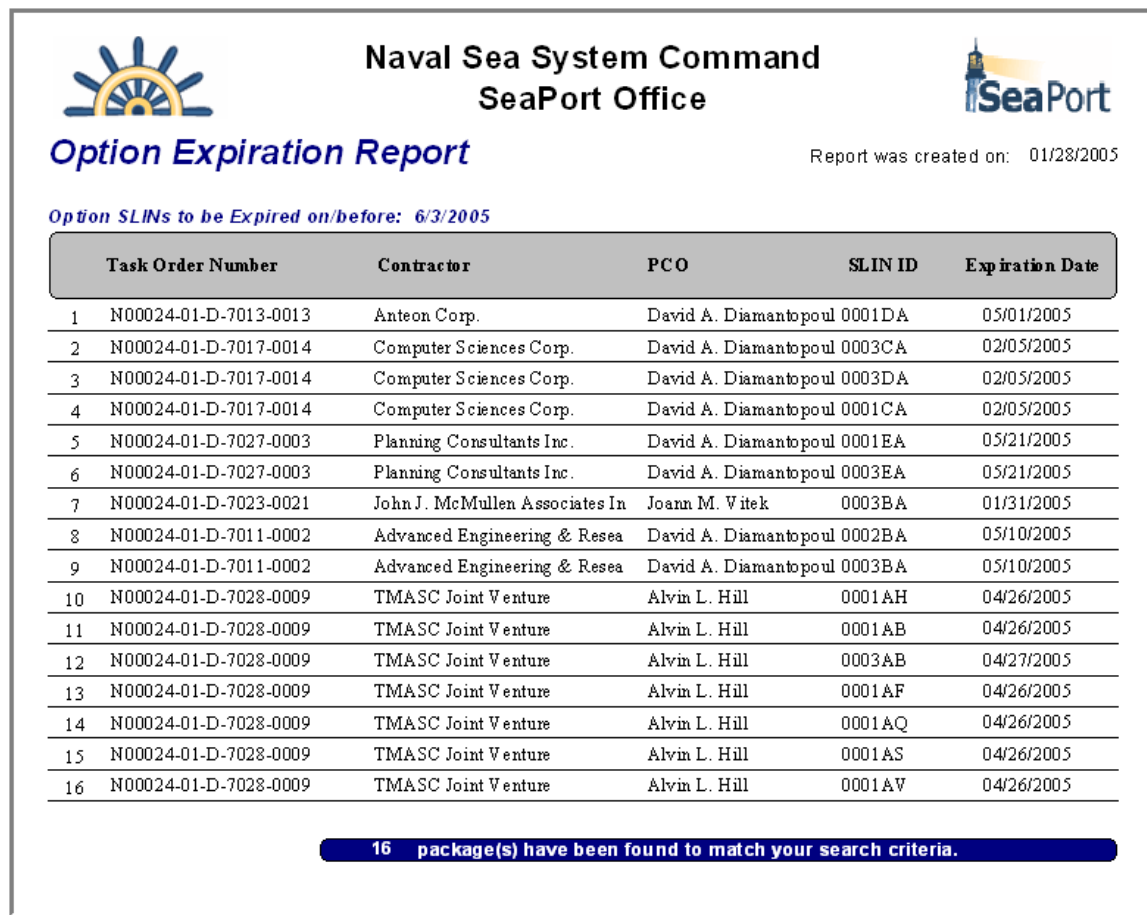 Naval Sea System Command
SeaPort Office
SeaPort
Option Expiration Report
Report was created on: 01/28/2005
Option SLINs to be Expired on/before: 6/3/2005
Task Order Number Contractor PCO SLIN ID Expiration Date
1 N00024-01-D-7013-0013 Anteon Corp. David A. Diamantopoul 0001DA 05/01/2005
2 N00024-01-D-7017-0014 Computer Sciences Corp. David A. Diamantopoul 0003CA 02/05/2005
3 N00024-01-D-7017-0014 Computer Sciences Corp. David A. Diamantopoul 0003DA 02/05/2005
4 N00024-01-D-7017-0014 Computer Sciences Corp. David A. Diamantopoul 0001CA 02/05/2005
5 N00024-01-D-7027-0003 Planning Consultants Inc. David A. Diamantopoul 0001EA 05/21/2005
6 N00024-01-D-7027-0003 Planning Consultants Inc. David A. Diamantopoul 0003EA 05/21/2005
7 N00024-01-D-7023-0021 John J. McMullen Associates In Joann M. Vitek 0003BA 01/31/2005
8 N00024-01-D-7011-0002 Advanced Engineering & Resea David A. Diamantopoul 0002BA 05/10/2005
9 N00024-01-D-7011-0002 Advanced Engineering & Resea David A. Diamantopoul 0003BA 05/10/2005
10 N00024-01-D-7028-0009 TMASC Joint Venture Alvin L. Hill 0001AH 04/26/2005
11 N00024-01-D-7028-0009 TMASC Joint Venture Alvin L. Hill 0001AB 04/26/2005
12 N00024-01-D-7028-0009 TMASC Joint Venture Alvin L. Hill 0003AB 04/27/2005
13 N00024-01-D-7028-0009 TMASC Joint Venture Alvin L. Hill 0001AF 04/26/2005
14 N00024-01-D-7028-0009 TMASC Joint Venture Alvin L. Hill 0001AQ 04/26/2005
15 N00024-01-D-7028-0009 TMASC Joint Venture Alvin L. Hill 0001AS 04/26/2005
16 N00024-01-D-7028-0009 TMASC Joint Venture Alvin L. Hill 0001AV 04/26/2005
16 package(s) have been found to match your search criteria.